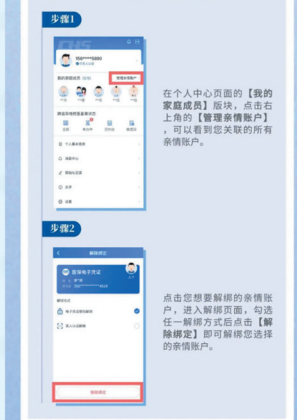 步骤1
158****5880
我的家庭成员
管理亲情账户
在个人中心页面的【我的
家庭成员】版块，点击右
上角的【管理亲情账户】
，可以看到您关联的所有
亲情账户。
步骤2
解除绑定
医保电子凭证
点击您想要解绑的亲情账
户，进入解绑页面，勾选
任一解绑方式后点击【解
除绑定】即可解绑您选择
的亲情账户。
解除绑定